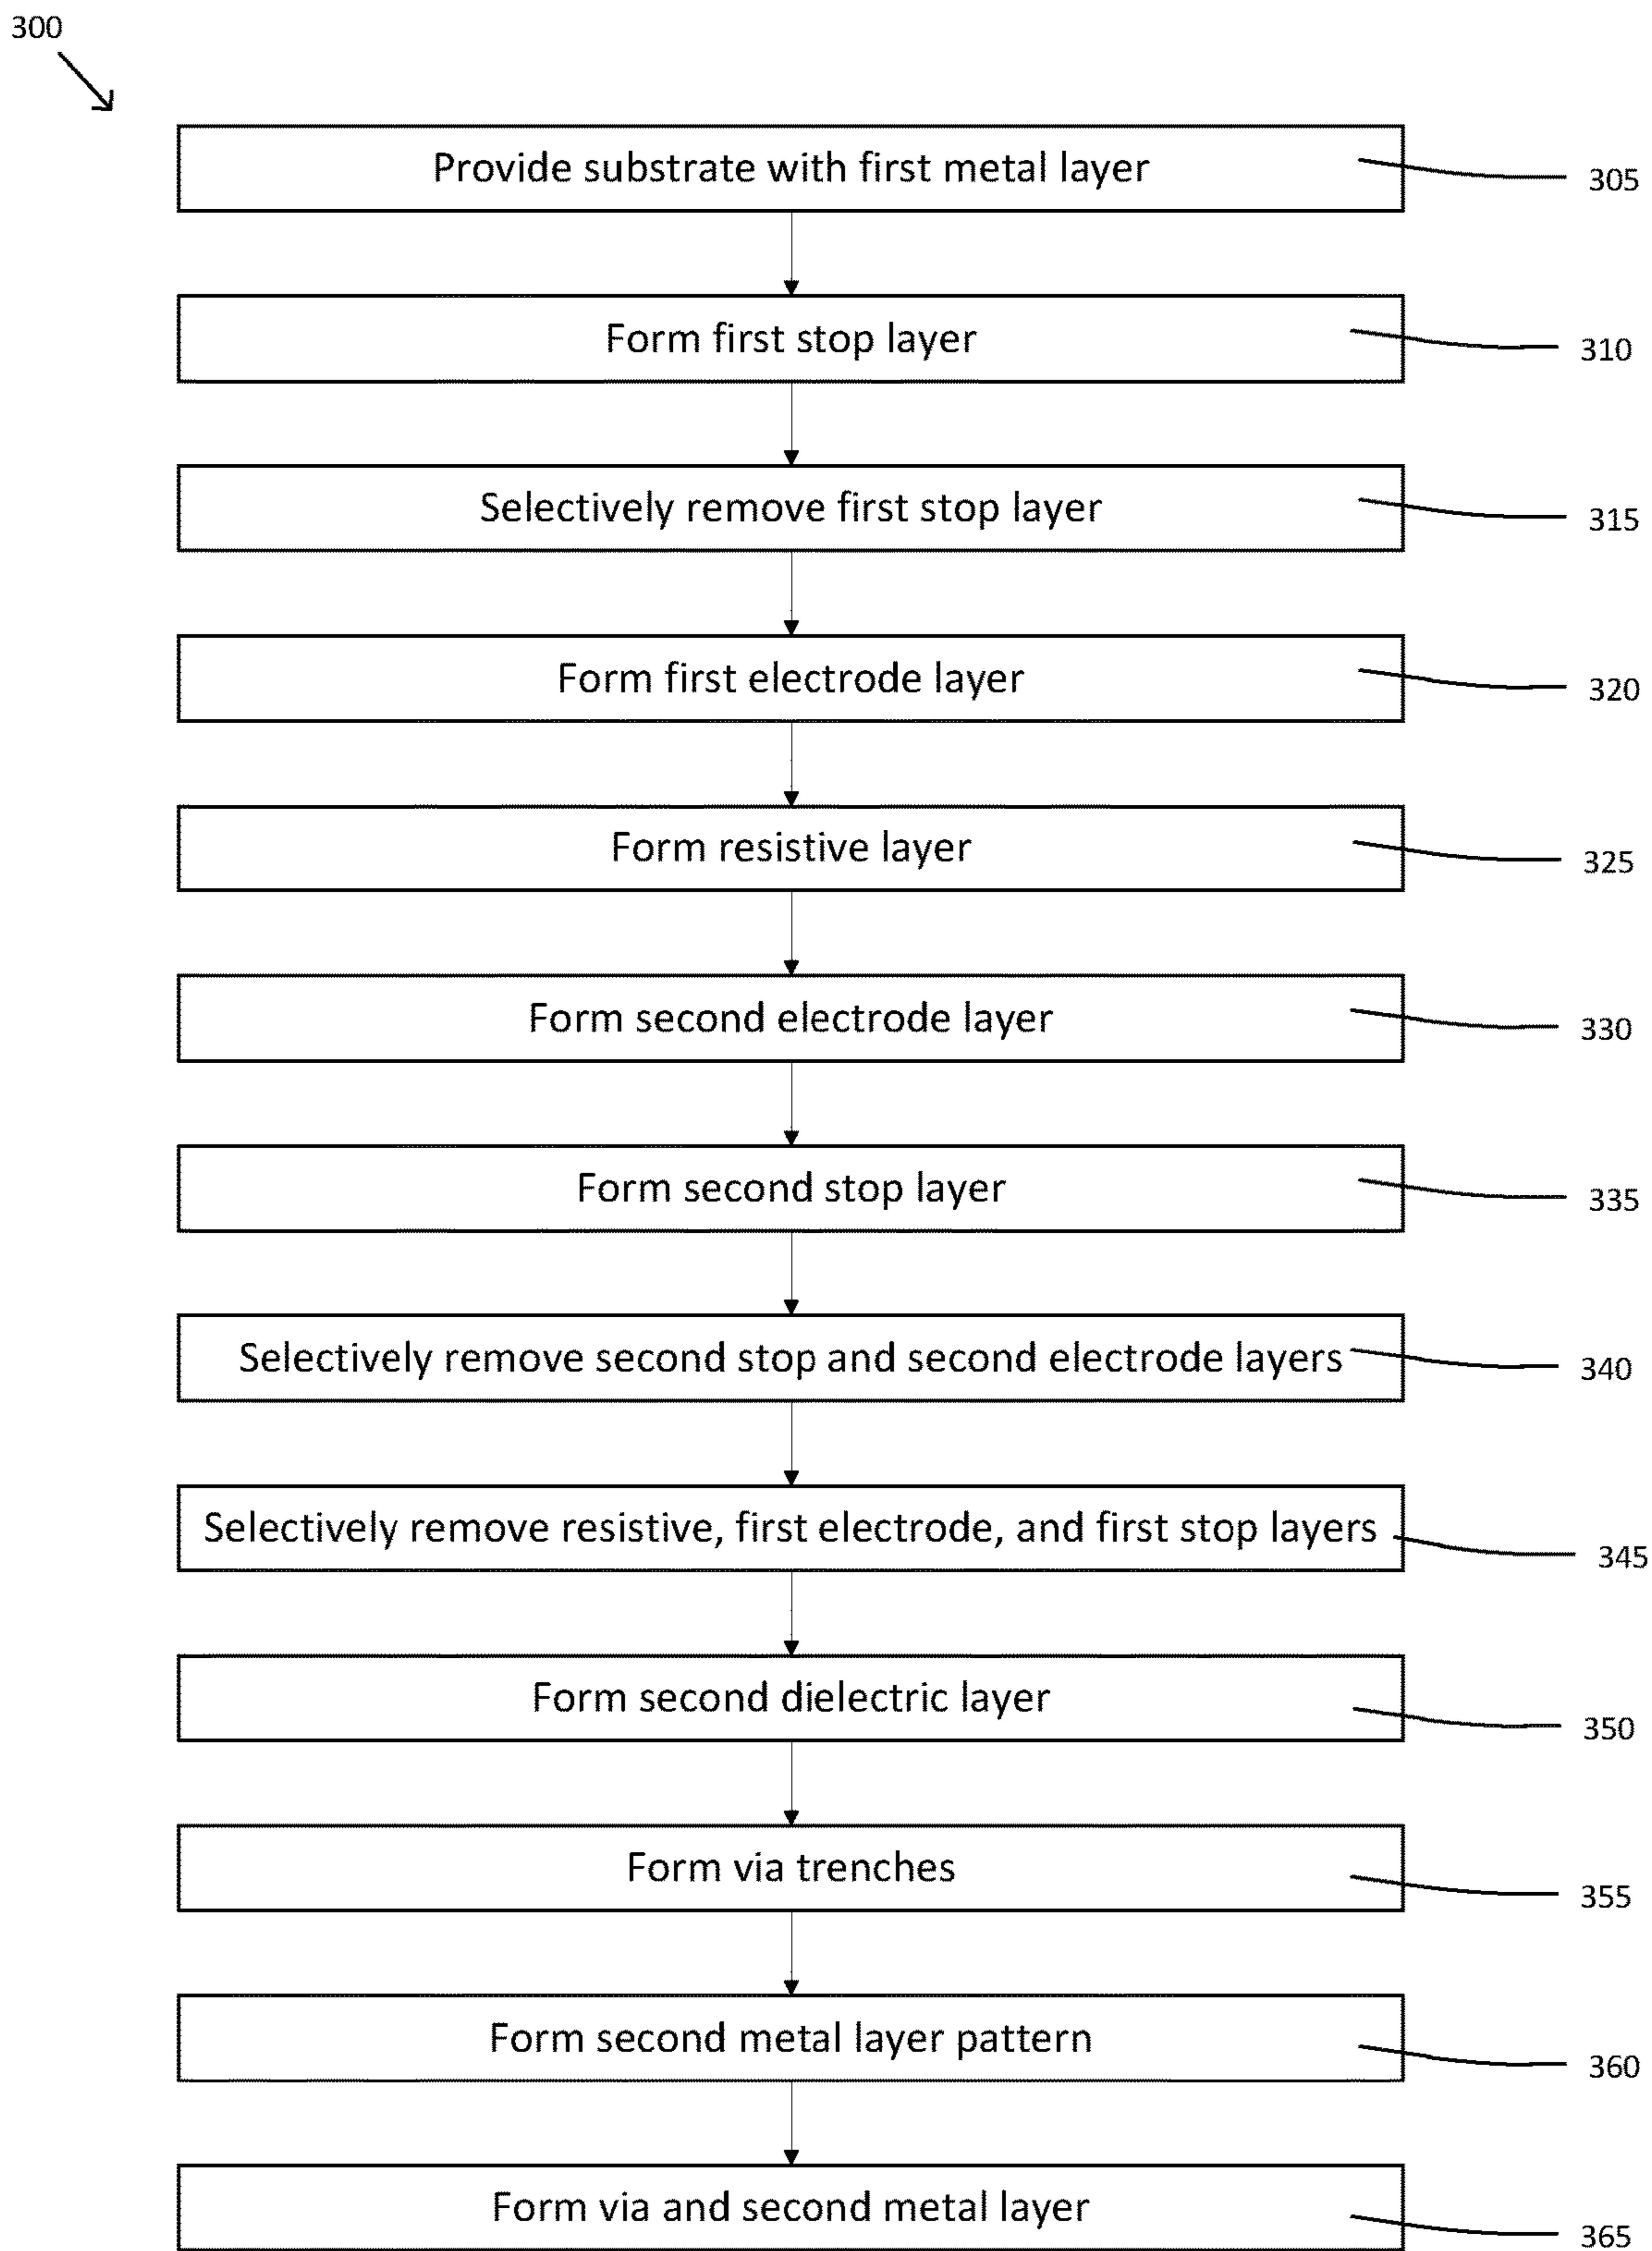 300
Provide substrate with first metal layer
305
Form first stop layer
310
Selectively remove first stop layer
315
Form first electrode layer
320
Form resistive layer
325
Form second electrode layer
330
Form second stop layer
335
Selectively remove second stop and second electrode layers
340
Selectively remove resistive, first electrode, and first stop layers
345
Form second dielectric layer
350
Form via trenches
355
Form second metal layer pattern
360
Form via and second metal layer
365